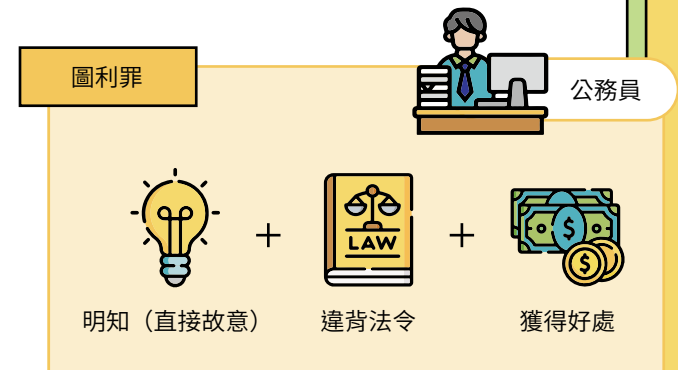 圖利罪
公務員
LAW
明知（直接故意）
違背法令
獲得好處